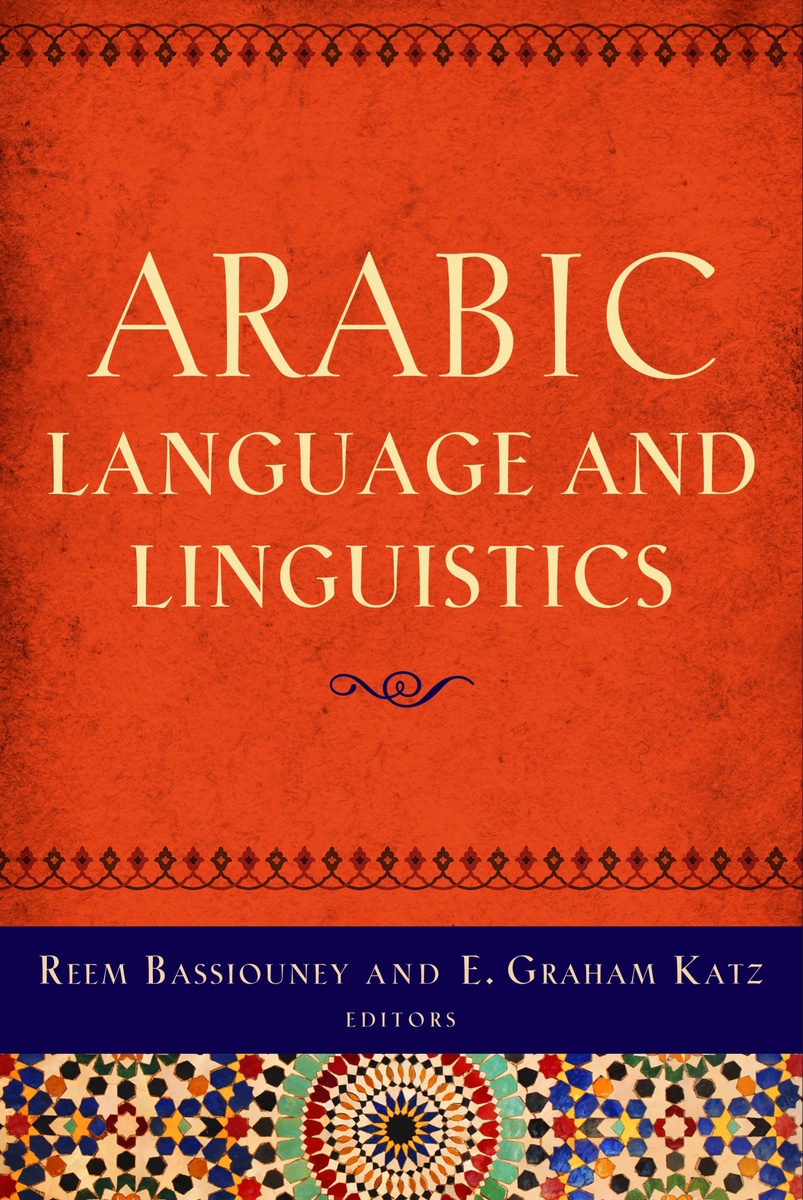 ARABIC
LANGUAGE AND
LINGUISTICS
REEM BASSIOUNEY AND E. GRAHAM KATZ
EDITORS